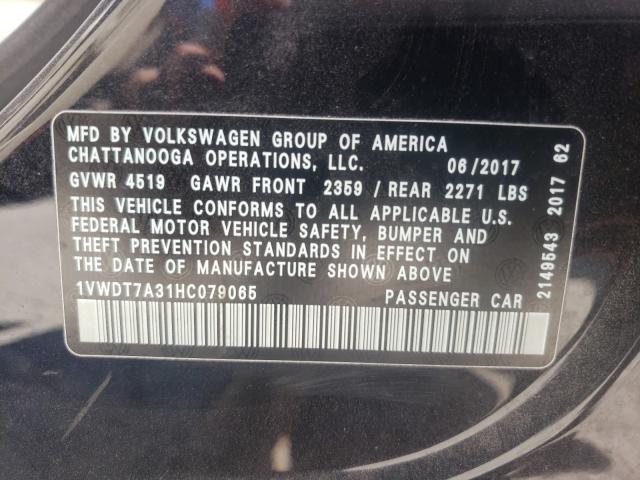 MFD BY VOLKSWAGEN GROUP OF AMERICA
CHATTANOOGA OPERATIONS, LLC. 06/2017
GVWR 4519 GAWR FRONT 2359 / REAR 2271 LBS
THIS VEHICLE CONFORMS TO ALL APPLICABLE U.S.
FEDERAL MOTOR VEHICLE SAFETY, BUMPER AND
THEFT PREVENTION STANDARDS IN EFFECT ON
THE DATE OF MANUFACTURE SHOWN ABOVE
1VWDT7A31HC079065 PASSENGER CAR
2149543 2017 62